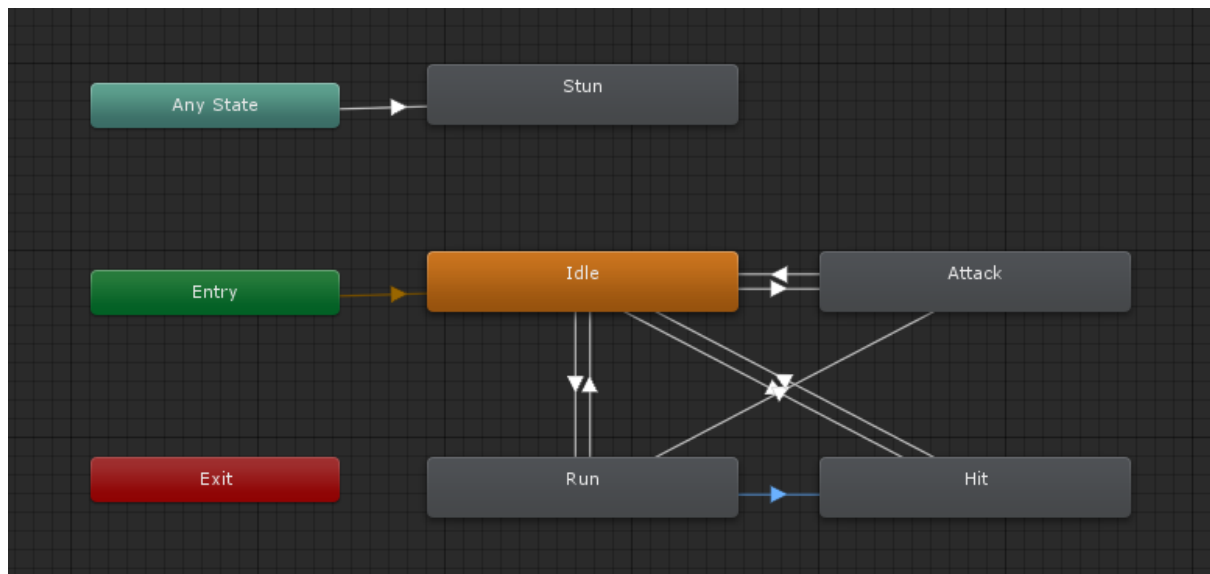 Any State
Stun
Entry
Idle
Attack
Exit
Run
Hit